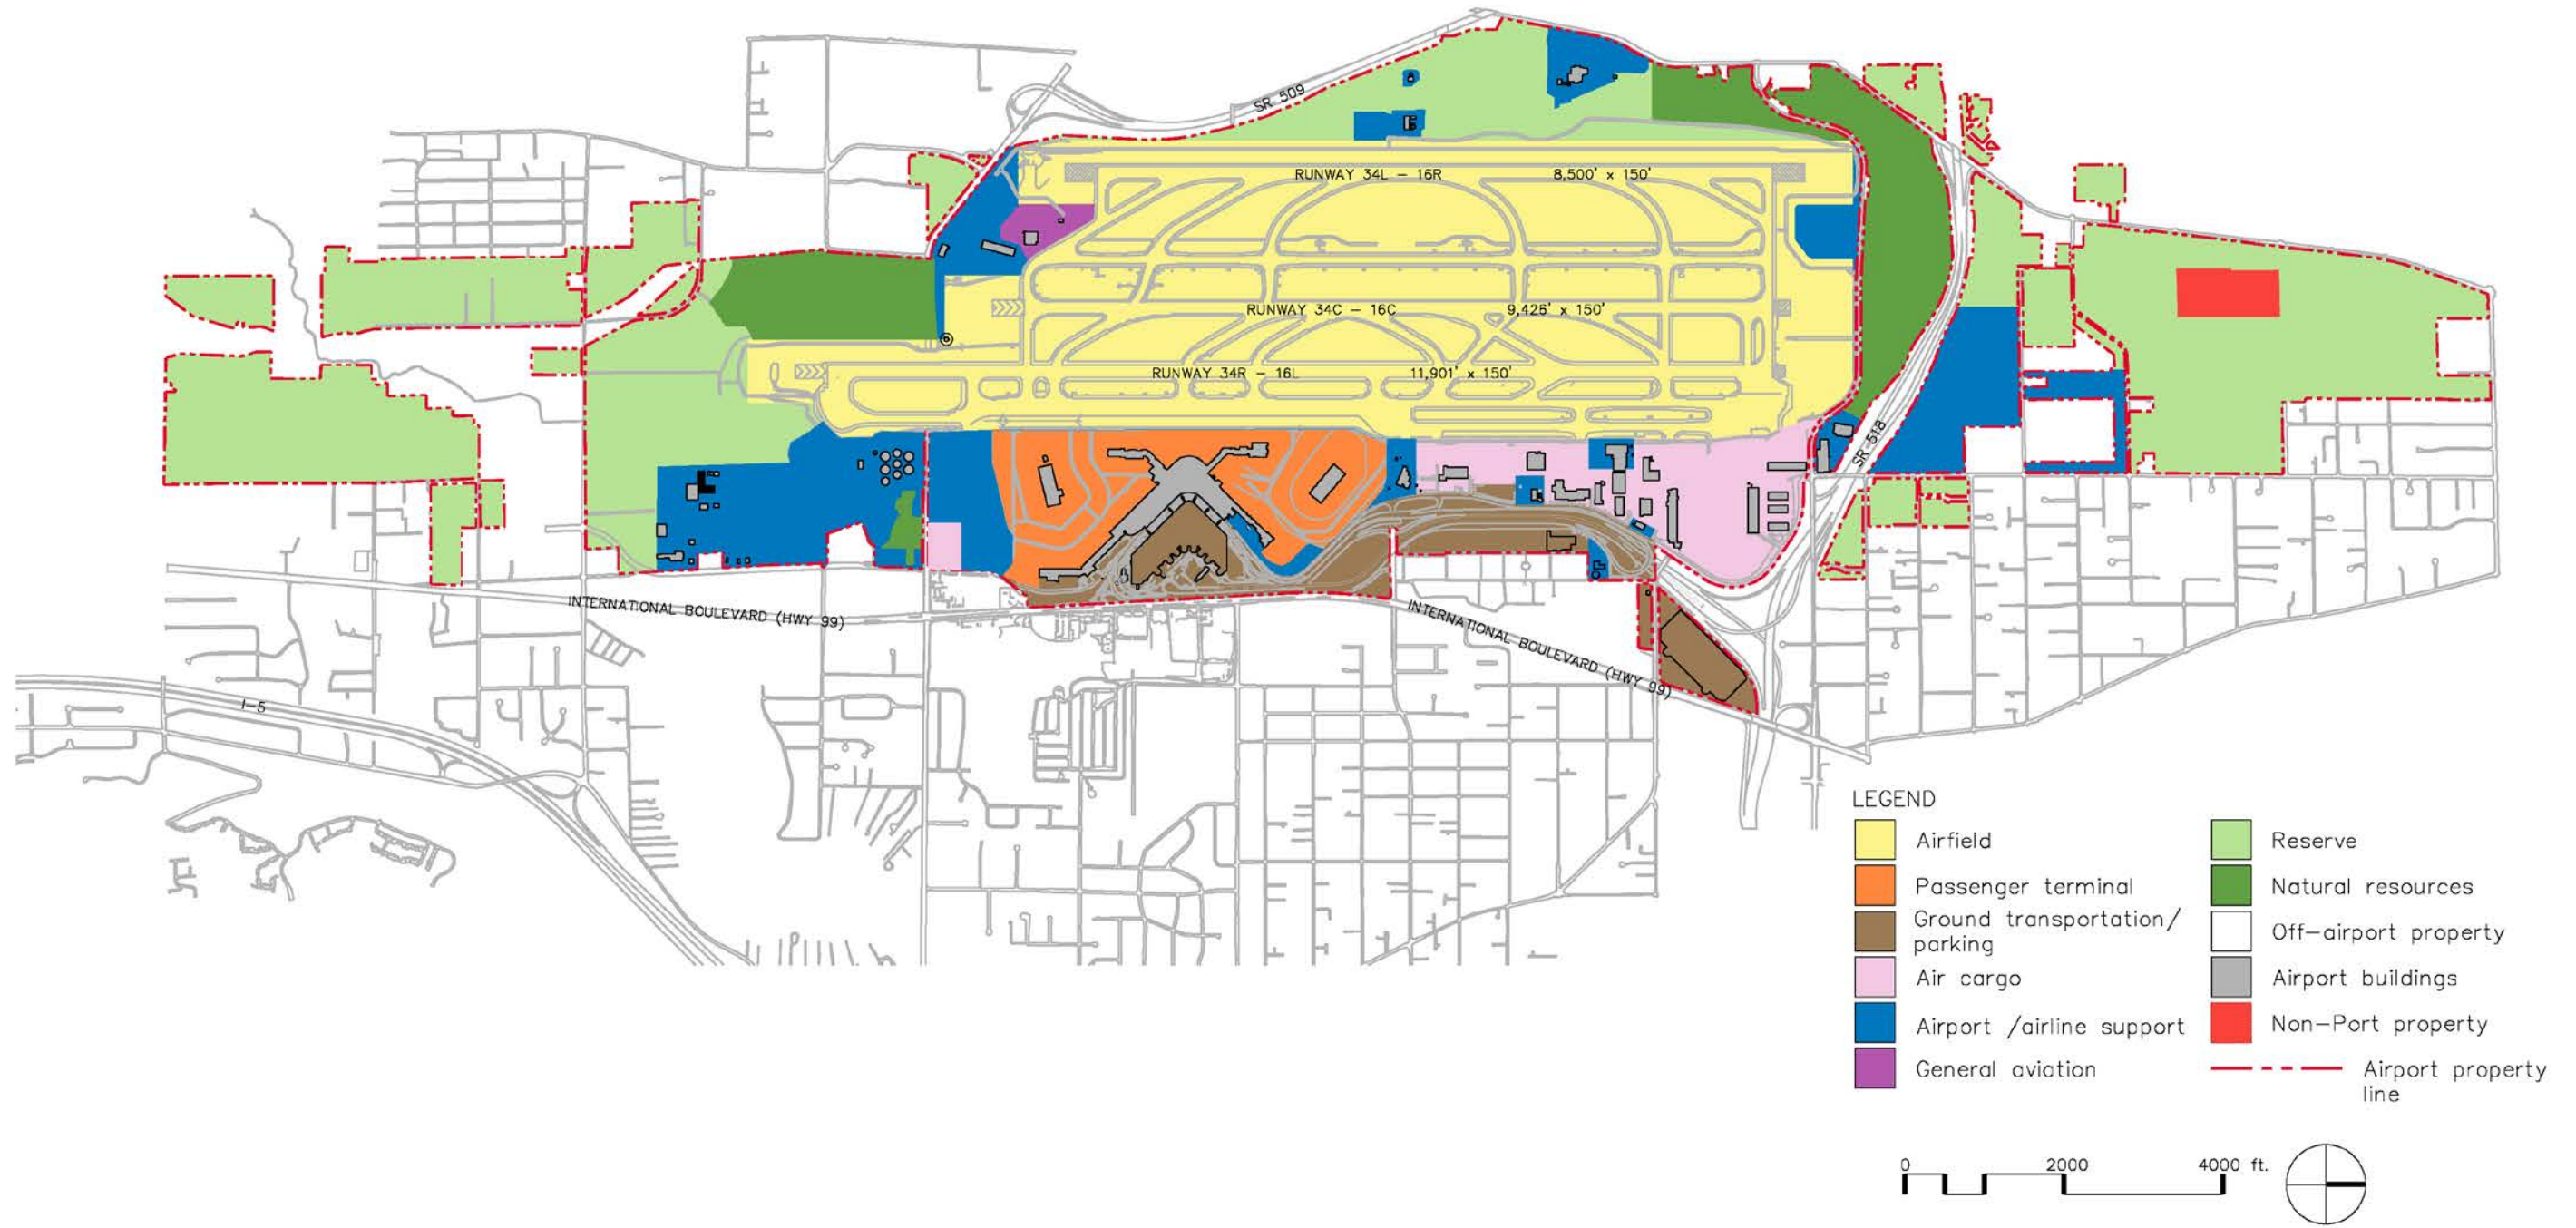 SR 509
RUNWAY 34L – 16R 8,500' x 150'
RUNWAY 34C – 16C 9,425' x 150'
RUNWAY 34R – 16L 11,901' x 150'
SR 518
INTERNATIONAL BOULEVARD (HWY 99)
INTERNATIONAL BOULEVARD (HWY 99)
I–5
LEGEND
Airfield
Passenger terminal
Ground transportation/
parking
Air cargo
Airport /airline support
General aviation
Reserve
Natural resources
Off–airport property
Airport buildings
Non–Port property
Airport property
line
0 2000 4000 ft.